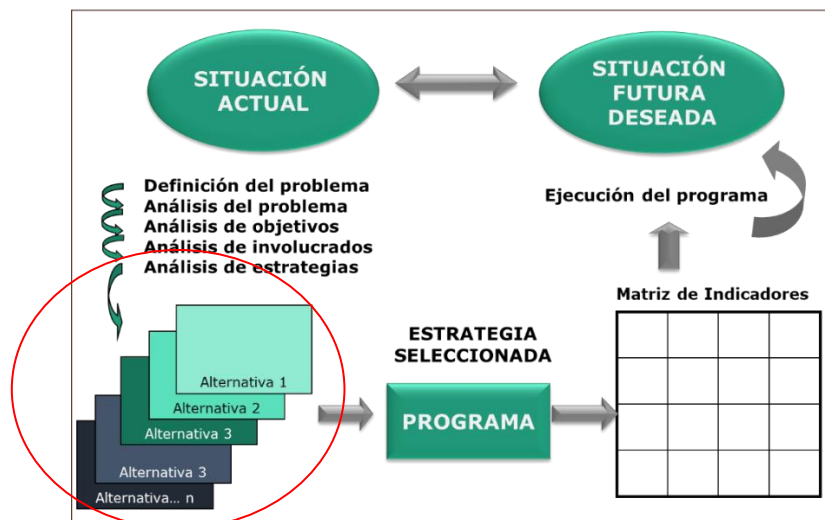 SITUACIÓN
ACTUAL
SITUACIÓN
FUTURA
DESEADA
Definición del problema
Análisis del problema
Análisis de objetivos
Análisis de involucrados
Análisis de estrategias
Ejecución del programa
Matriz de Indicadores
Alternativa 1
Alternativa 2
Alternativa 3
Alternativa 3
Alternativa... n
ESTRATEGIA
SELECCIONADA
PROGRAMA